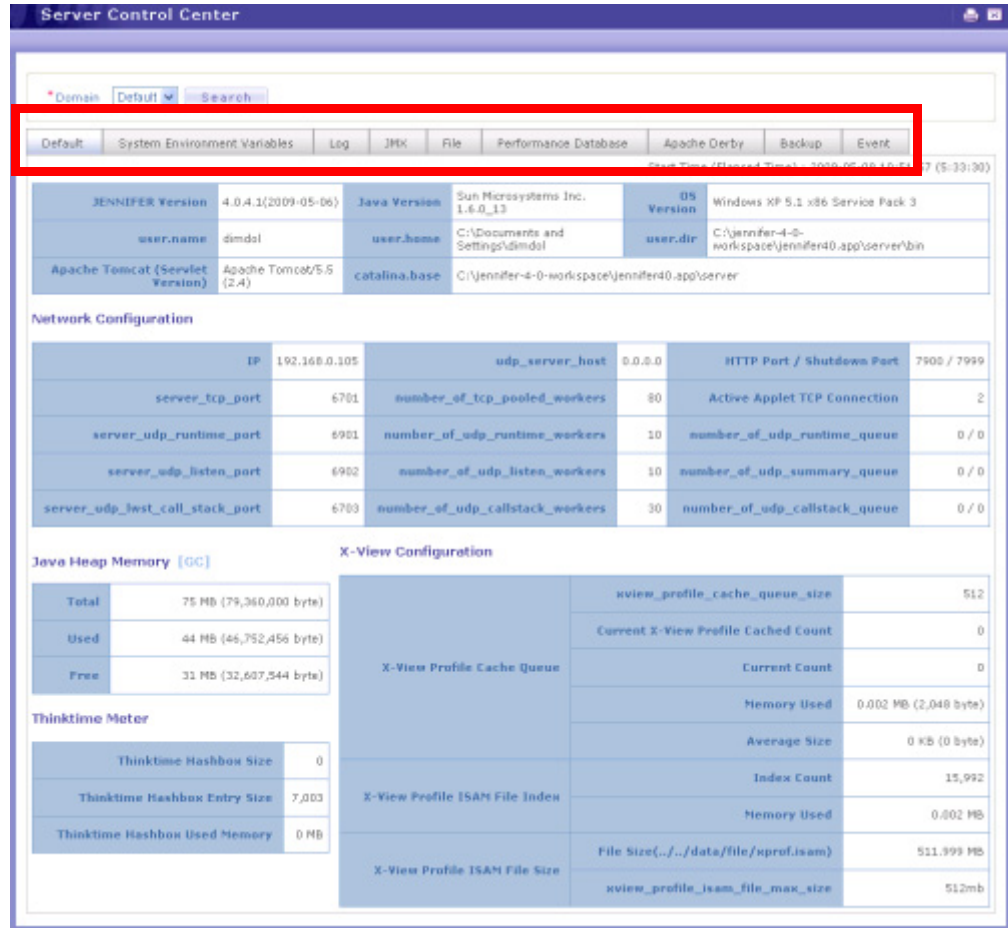 Server Control Center
*Domain Default Search
Default System Environment Variables Log JMX File Performance Database Apache Derby Backup Event
(5:33:30)
JENNIFER Version 4.0.4.1(2009-05-06) Java Version Sun Microsystems Inc. 1.6.0_13 OS Version Windows XP 5.1 x86 Service Pack 3
user.name dimdol user.home C:\Documents and Settings\dimdol user.dir C:\jennifer-4-0-workspace\jennifer40.app\server\bin
Apache Tomcat (Servlet Version) Apache Tomcat/5.5 (2.4) catalina.base C:\jennifer-4-0-workspace\jennifer40.app\server
Network Configuration
IP 192.168.0.105 udp_server_host 0.0.0.0 HTTP Port / Shutdown Port 7900 / 7999
server_tcp_port 6701 number_of_tcp_pooled_workers 80 Active Applet TCP Connection 2
server_udp_runtime_port 6901 number_of_udp_runtime_workers 10 number_of_udp_runtime_queue 0 / 0
server_udp_listen_port 6902 number_of_udp_listen_workers 10 number_of_udp_summary_queue 0 / 0
server_udp_lwst_call_stack_port 6703 number_of_udp_callstack_workers 30 number_of_udp_callstack_queue 0 / 0
Java Heap Memory [GC]
Total 75 MB (79,360,000 byte)
Used 44 MB (46,752,456 byte)
Free 31 MB (32,607,544 byte)
Thinktime Meter
Thinktime Hashbox Size 0
Thinktime Hashbox Entry Size 7,003
Thinktime Hashbox Used Memory 0 MB
X-View Configuration
X-View Profile Cache Queue
xview_profile_cache_queue_size 512
Current X-View Profile Cached Count 0
Current Count 0
Memory Used 0.002 MB (2,048 byte)
Average Size 0 KB (0 byte)
X-View Profile ISAM File Index
Index Count 15,992
Memory Used 0.002 MB
X-View Profile ISAM File Size
File Size(../../data/file/xprof.isam) 511.999 MB
xview_profile_isam_file_max_size 512mb